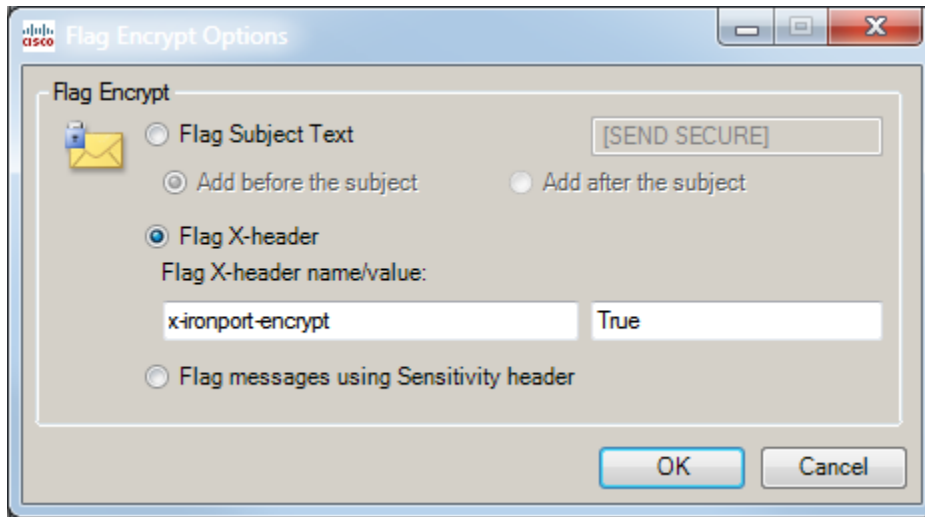 cisco Flag Encrypt Options
Flag Encrypt
Flag Subject Text [SEND SECURE]
Add before the subject Add after the subject
Flag X-header
Flag X-header name/value:
x-ironport-encrypt True
Flag messages using Sensitivity header
OK Cancel